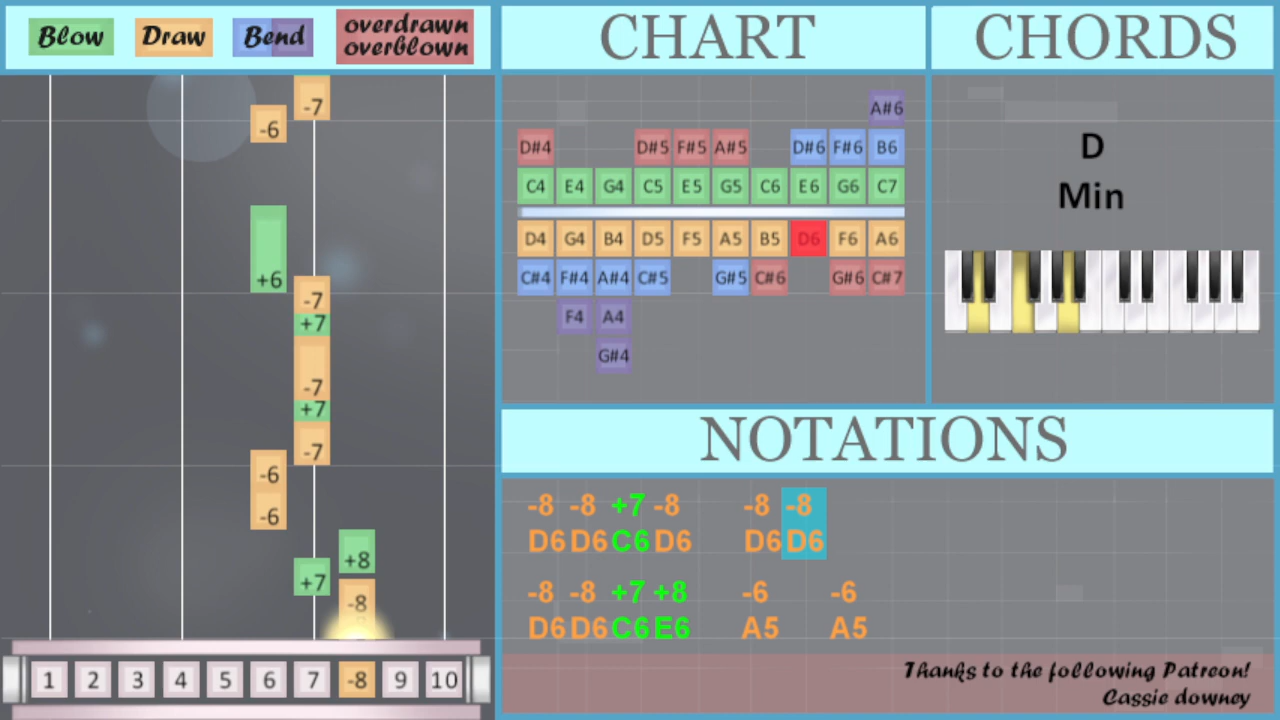 Blow Draw Bend overdrawn
overblown
CHART
CHORDS
-7
-6
+6
-7
+7
-7
+7
-7
-6
-6
+8
+7
-8
1 2 3 4 5 6 7 -8 9 10
A#6
D#4 D#5 F#5 A#5 D#6 F#6 B6
C4 E4 G4 C5 E5 G5 C6 E6 G6 C7
D4 G4 B4 D5 F5 A5 B5 D6 F6 A6
C#4 F#4 A#4 C#5 G#5 C#6 G#6 C#7
F4 A4
G#4
D
Min
NOTATIONS
-8 -8 +7 -8 -8 -8
D6 D6 C6 D6 D6 D6
-8 -8 +7 +8 -6 -6
D6 D6 C6 E6 A5 A5
Thanks to the following Patreon!
Cassie downey